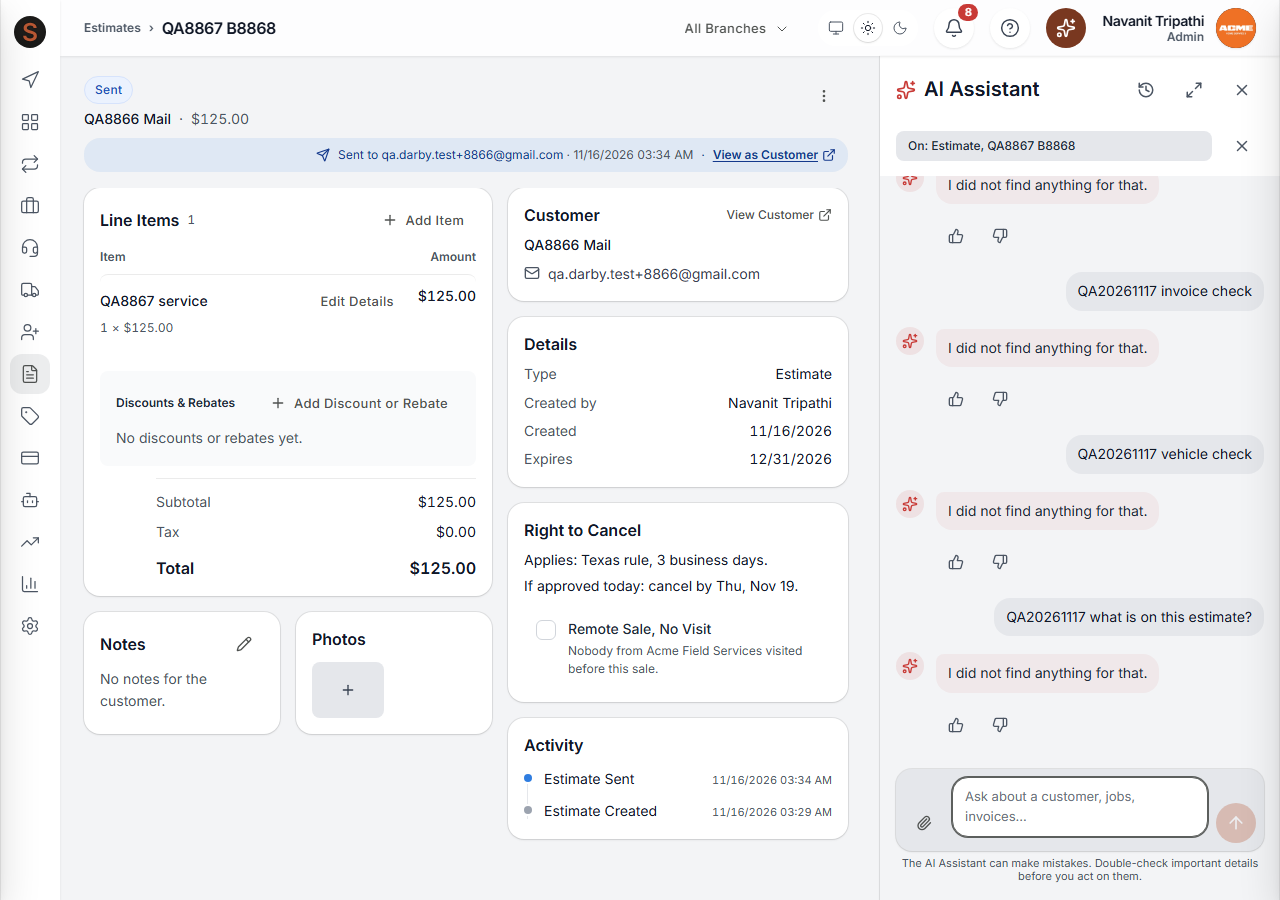 S
Estimates › QA8867 B8868
All Branches
8
Navanit Tripathi
Admin
ACME
Sent
QA8866 Mail · $125.00
Sent to qa.darby.test+8866@gmail.com · 11/16/2026 03:34 AM · View as Customer
Line Items 1
Add Item
Item Amount
QA8867 service Edit Details $125.00
1 × $125.00
Discounts & Rebates Add Discount or Rebate
No discounts or rebates yet.
Subtotal $125.00
Tax $0.00
Total $125.00
Notes
No notes for the
customer.
Photos
Customer View Customer
QA8866 Mail
qa.darby.test+8866@gmail.com
Details
Type Estimate
Created by Navanit Tripathi
Created 11/16/2026
Expires 12/31/2026
Right to Cancel
Applies: Texas rule, 3 business days.
If approved today: cancel by Thu, Nov 19.
Remote Sale, No Visit
Nobody from Acme Field Services visited
before this sale.
Activity
Estimate Sent 11/16/2026 03:34 AM
Estimate Created 11/16/2026 03:29 AM
AI Assistant
On: Estimate, QA8867 B8868
I did not find anything for that.
QA20261117 invoice check
I did not find anything for that.
QA20261117 vehicle check
I did not find anything for that.
QA20261117 what is on this estimate?
I did not find anything for that.
Ask about a customer, jobs,
invoices...
The AI Assistant can make mistakes. Double-check important details
before you act on them.